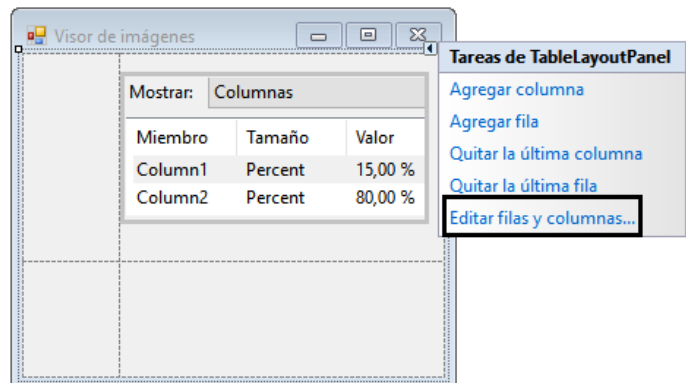 Visor de imágenes
Tareas de TableLayoutPanel
Agregar columna
Agregar fila
Quitar la última columna
Quitar la última fila
Editar filas y columnas...
Mostrar: Columnas
Miembro Tamaño Valor
Column1 Percent 15,00 %
Column2 Percent 80,00 %